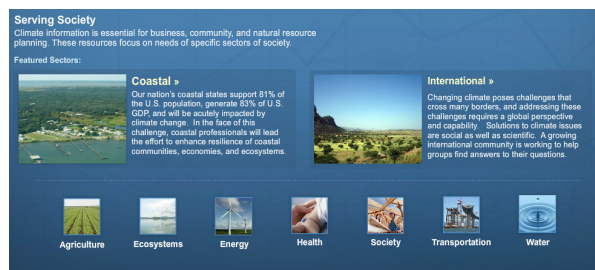 Serving Society
Climate information is essential for business, community, and natural resource
planning. These resources focus on needs of specific sectors of society.
Featured Sectors:
Coastal »
Our nation's coastal states support 81% of
the U.S. population, generate 83% of U.S.
GDP, and will be acutely impacted by
climate change. In the face of this
challenge, coastal professionals will lead
the effort to enhance resilience of coastal
communities, economies, and ecosystems.
International »
Changing climate poses challenges that
cross many borders, and addressing these
challenges requires a global perspective
and capability. Solutions to climate issues
are social as well as scientific. A growing
international community is working to help
groups find answers to their questions.
Agriculture
Ecosystems
Energy
Health
Society
Transportation
Water